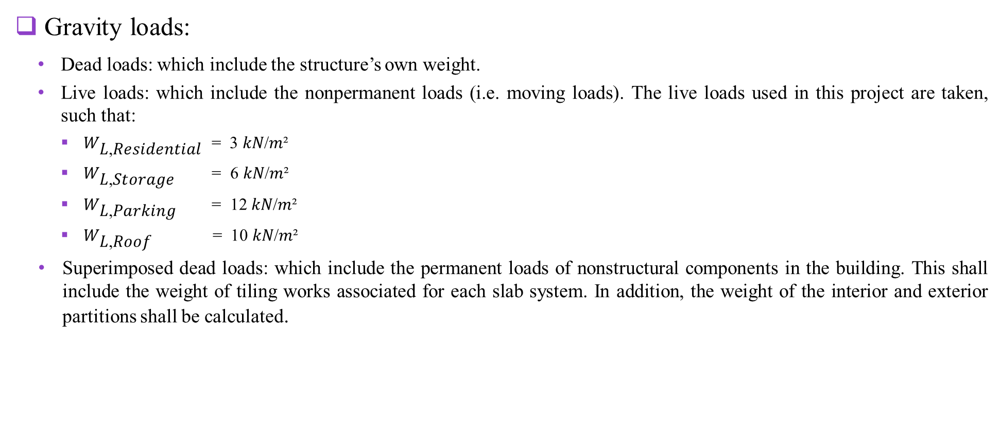 Gravity loads:
• Dead loads: which include the structure’s own weight.
• Live loads: which include the nonpermanent loads (i.e. moving loads). The live loads used in this project are taken,
such that:
▪ W_{L,Residential} = 3 kN/m²
▪ W_{L,Storage} = 6 kN/m²
▪ W_{L,Parking} = 12 kN/m²
▪ W_{L,Roof} = 10 kN/m²
• Superimposed dead loads: which include the permanent loads of nonstructural components in the building. This shall
include the weight of tiling works associated for each slab system. In addition, the weight of the interior and exterior
partitions shall be calculated.